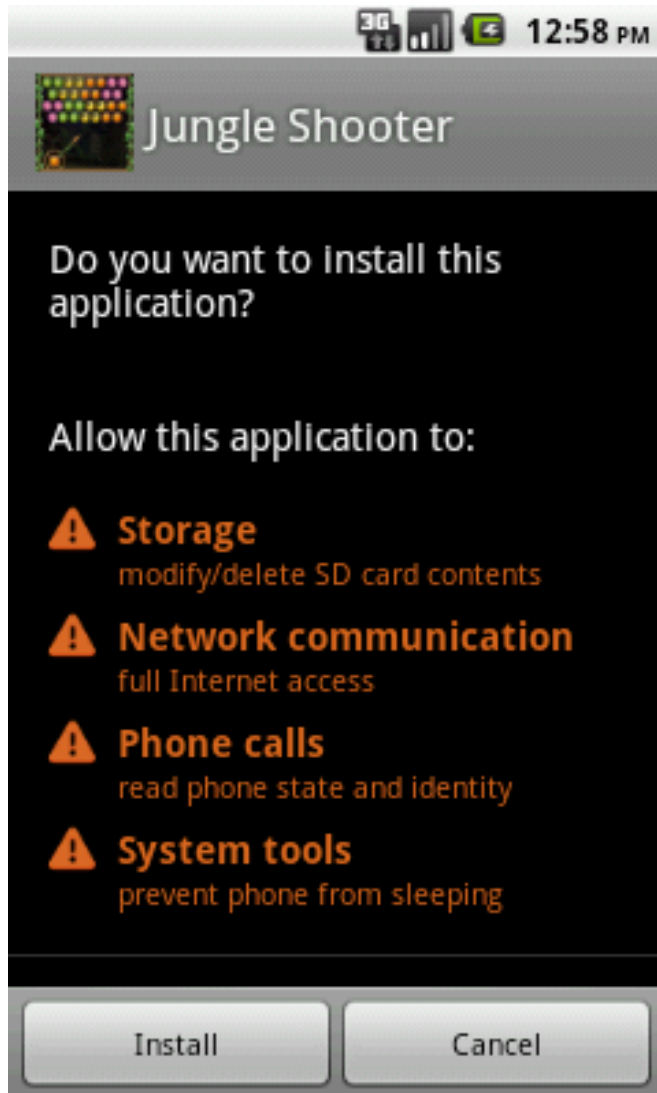 3G 12:58 PM
Jungle Shooter
Do you want to install this
application?
Allow this application to:
Storage
modify/delete SD card contents
Network communication
full Internet access
Phone calls
read phone state and identity
System tools
prevent phone from sleeping
Install Cancel